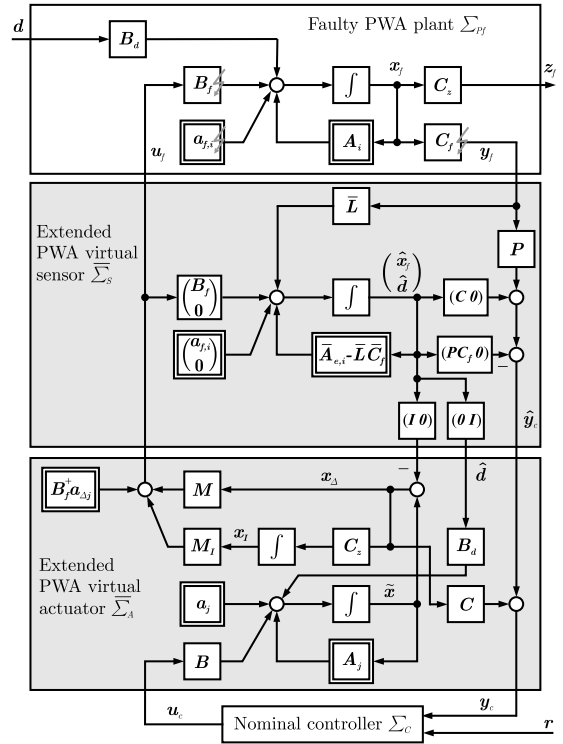 d
B_d
Faulty PWA plant Σ_Pf
B_f
∫
x_f
C_z
z_f
a_f,i
A_i
C_f
u_f
y_f
L̅
Extended
PWA virtual
sensor Σ̅_S
P
(B_f 0)
∫
(x̂_f d̂)
(C 0)
(a_f,i 0)
A̅_e,i-L̅C̅_f
(PC_f 0)
−
(I 0)
(0 I)
ŷ_c
−
d̂
B_f^+ a_Δj
M
x_Δ
M_I
x_I
∫
C_z
B_d
Extended
PWA virtual
actuator Σ̅_A
a_j
∫
x̃
C
B
A_j
u_c
y_c
Nominal controller Σ_C
r